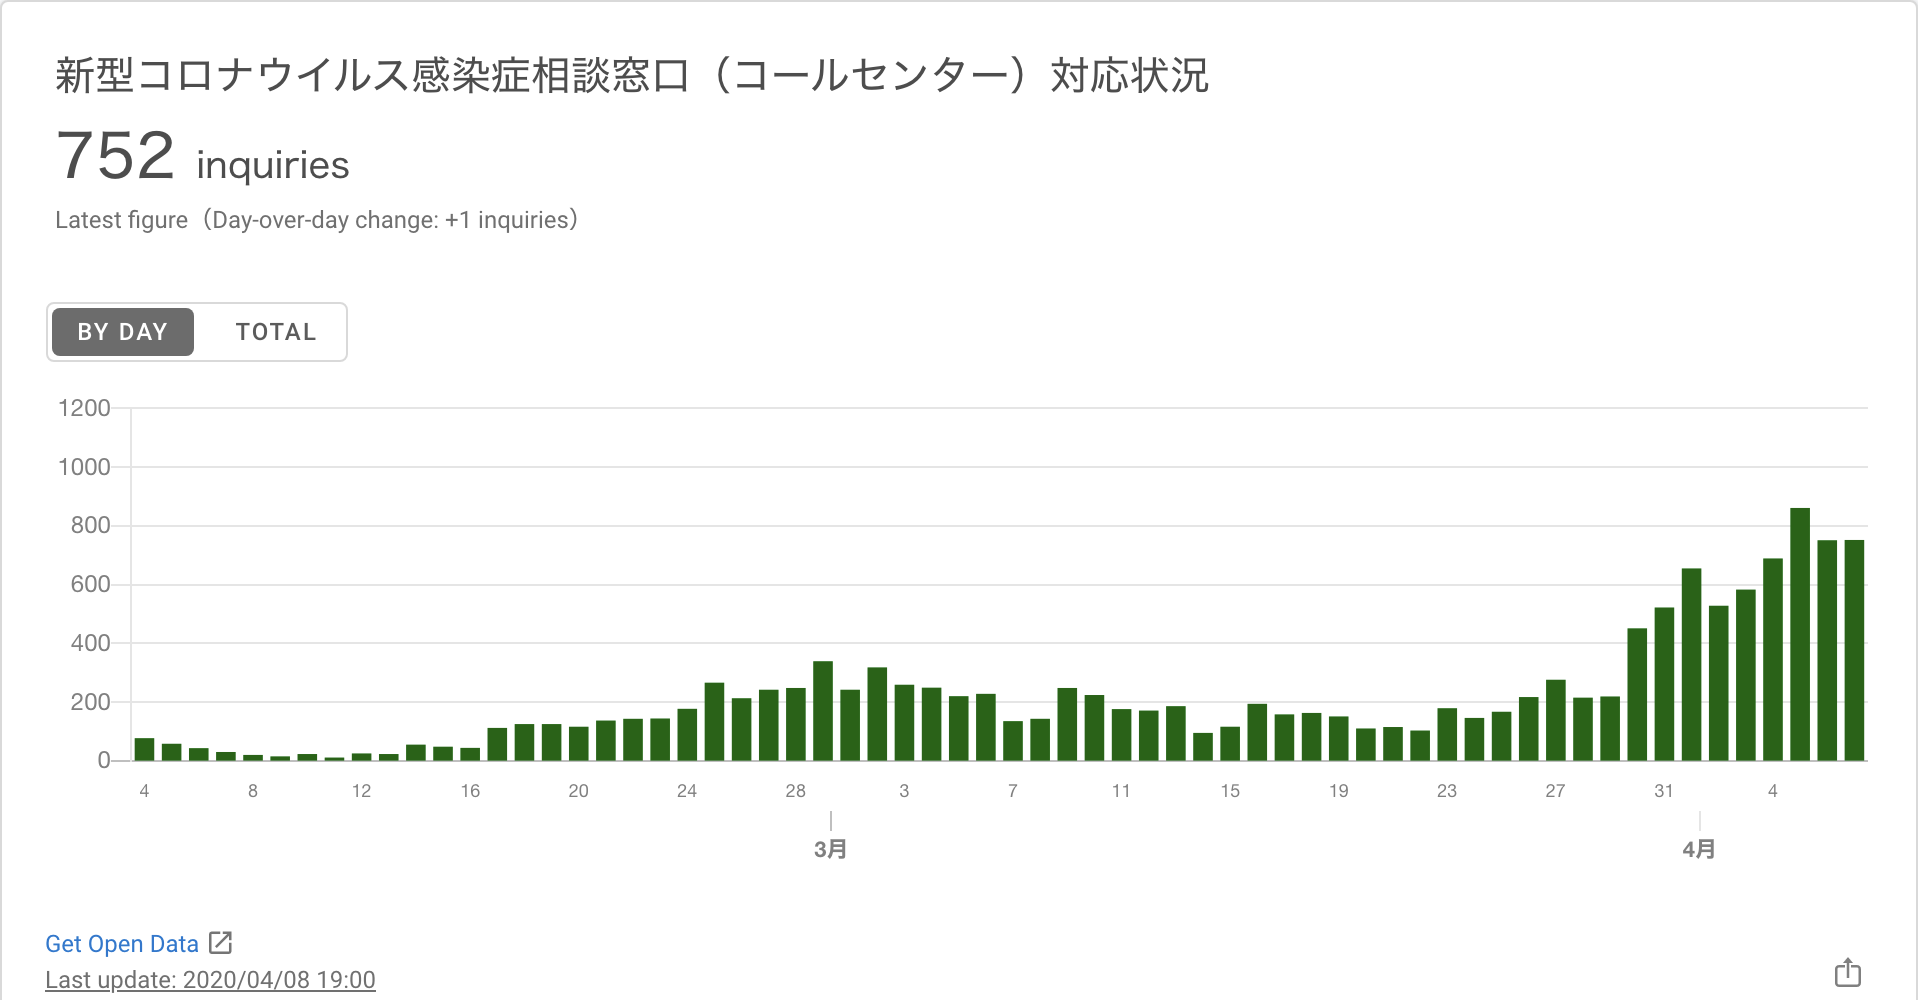 新型コロナウイルス感染症相談窓口（コールセンター）対応状況
752 inquiries
Latest figure（Day-over-day change: +1 inquiries）
BY DAY TOTAL
1200
1000
800
600
400
200
0
4 8 12 16 20 24 28 3 7 11 15 19 23 27 31 4
3月 4月
Get Open Data
Last update: 2020/04/08 19:00